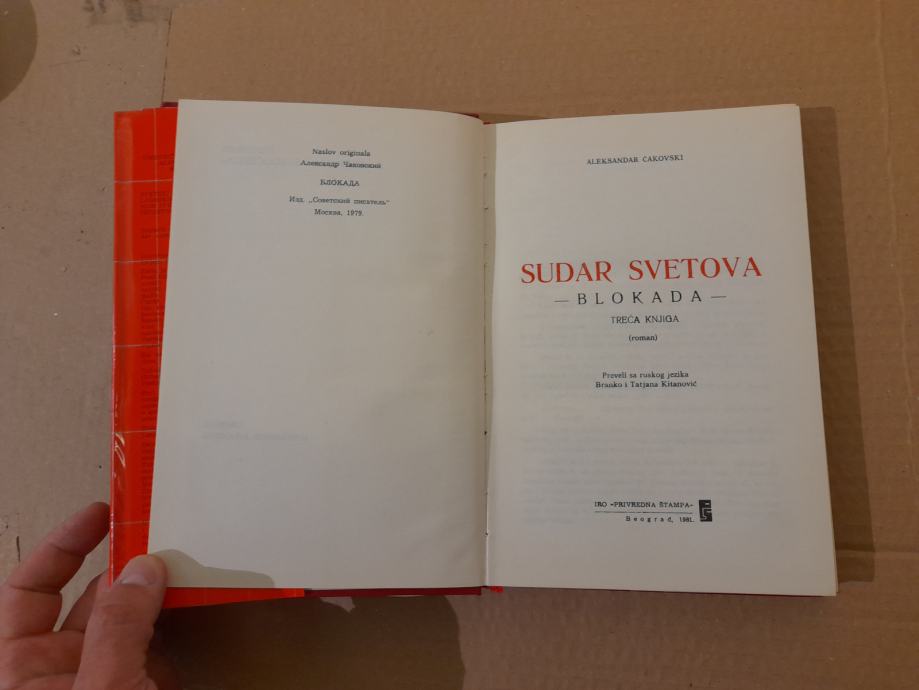 Naslov originala
Александр Чаковский
БЛОКАДА
Изд. „Советский писатель"
Москва, 1979.
ALEKSANDAR ČAKOVSKI
SUDAR SVETOVA
— BLOKADA —
TREĆA KNJIGA
(roman)
Preveli sa ruskog jezika
Branko i Tatjana Kitanović
IRO »PRIVREDNA ŠTAMPA«
Beograd, 1981.